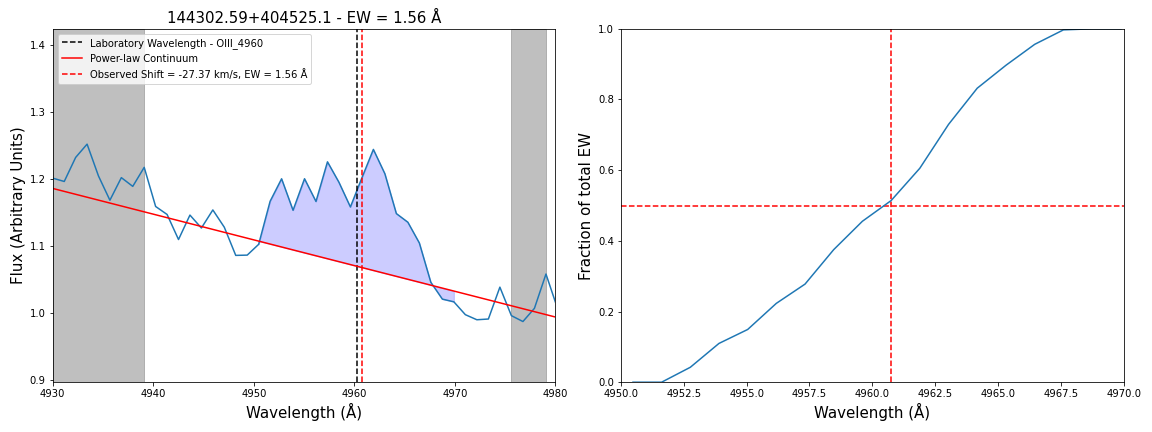 144302.59+404525.1 - EW = 1.56 Å
Laboratory Wavelength - OIII_4960
Power-law Continuum
Observed Shift = -27.37 km/s, EW = 1.56 Å
Flux (Arbitrary Units)
1.4
1.3
1.2
1.1
1.0
0.9
4930 4940 4950 4960 4970 4980
Wavelength (Å)
Fraction of total EW
1.0
0.8
0.6
0.4
0.2
0.0
4950.0 4952.5 4955.0 4957.5 4960.0 4962.5 4965.0 4967.5 4970.0
Wavelength (Å)